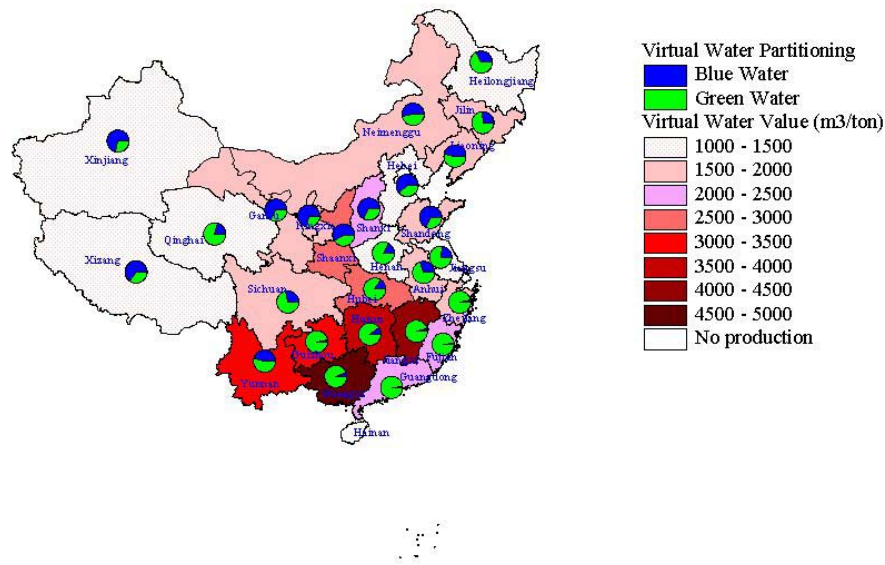 Virtual Water Partitioning
Blue Water
Green Water
Virtual Water Value (m3/ton)
1000 - 1500
1500 - 2000
2000 - 2500
2500 - 3000
3000 - 3500
3500 - 4000
4000 - 4500
4500 - 5000
No production
Heilongjiang
Jilin
Neimenggu
Liaoning
Xinjiang
Hebei
Gansu
Ningxia
Shanxi
Shandong
Qinghai
Shaanxi
Henan
Jiangsu
Xizang
Sichuan
Anhui
Hubei
Zhejiang
Hunan
Guizhou
Jiangxi
Fujian
Yunnan
Guangdong
Hainan